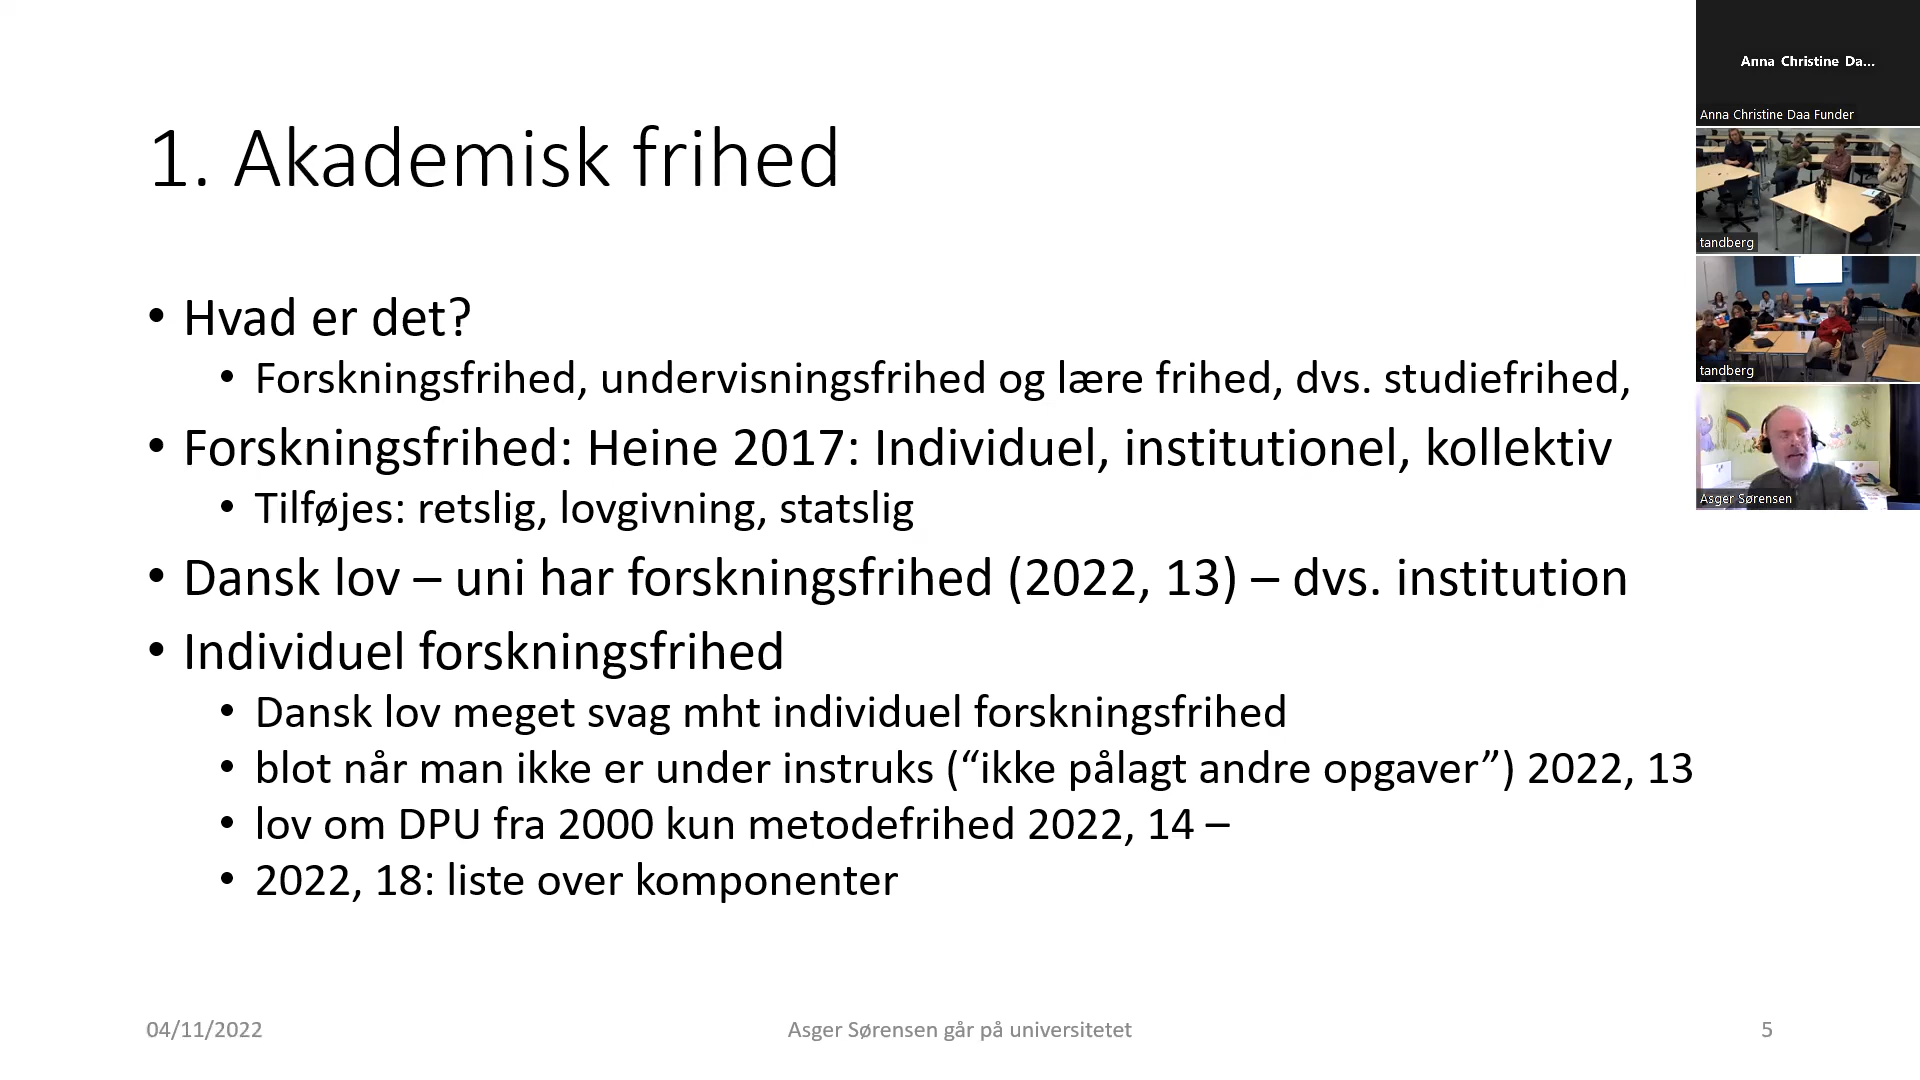 1. Akademisk frihed
• Hvad er det?
• Forskningsfrihed, undervisningsfrihed og lære frihed, dvs. studiefrihed,
• Forskningsfrihed: Heine 2017: Individuel, institutionel, kollektiv
• Tilføjes: retslig, lovgivning, statslig
• Dansk lov – uni har forskningsfrihed (2022, 13) – dvs. institution
• Individuel forskningsfrihed
• Dansk lov meget svag mht individuel forskningsfrihed
• blot når man ikke er under instruks (“ikke pålagt andre opgaver”) 2022, 13
• lov om DPU fra 2000 kun metodefrihed 2022, 14 –
• 2022, 18: liste over komponenter
04/11/2022
Asger Sørensen går på universitetet
5
Anna Christine Da...
Anna Christine Daa Funder
tandberg
tandberg
Asger Sørensen